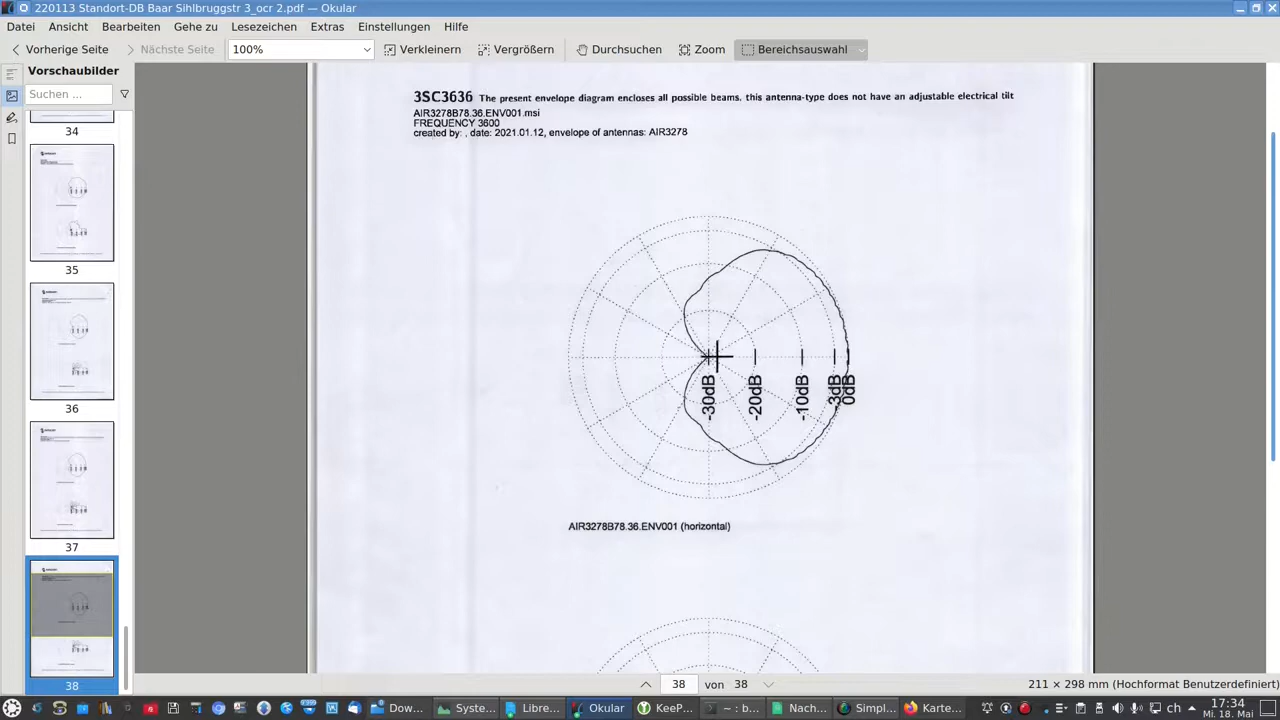 220113 Standort-DB Baar Sihlbruggstr 3_ocr 2.pdf — Okular
Datei Ansicht Bearbeiten Gehe zu Lesezeichen Extras Einstellungen Hilfe
Vorherige Seite Nächste Seite 100% Verkleinern Vergrößern Durchsuchen Zoom Bereichsauswahl
Vorschaubilder
Suchen ...
34
35
36
37
38
3SC3636 The present envelope diagram encloses all possible beams, this antenna-type does not have an adjustable electrical tilt
AIR3278B78.36.ENV001.msi
FREQUENCY 3600
created by: , date: 2021.01.12, envelope of antennas: AIR3278
-30dB
-20dB
-10dB
3dB
0dB
AIR3278B78.36.ENV001 (horizontal)
38 von 38
211 × 298 mm (Hochformat Benutzerdefiniert)
Dow... Syste... Libre... Okular KeeP... — : b... Nach... Simpl... Karte... ch 17:34
Mi. 18. Mai